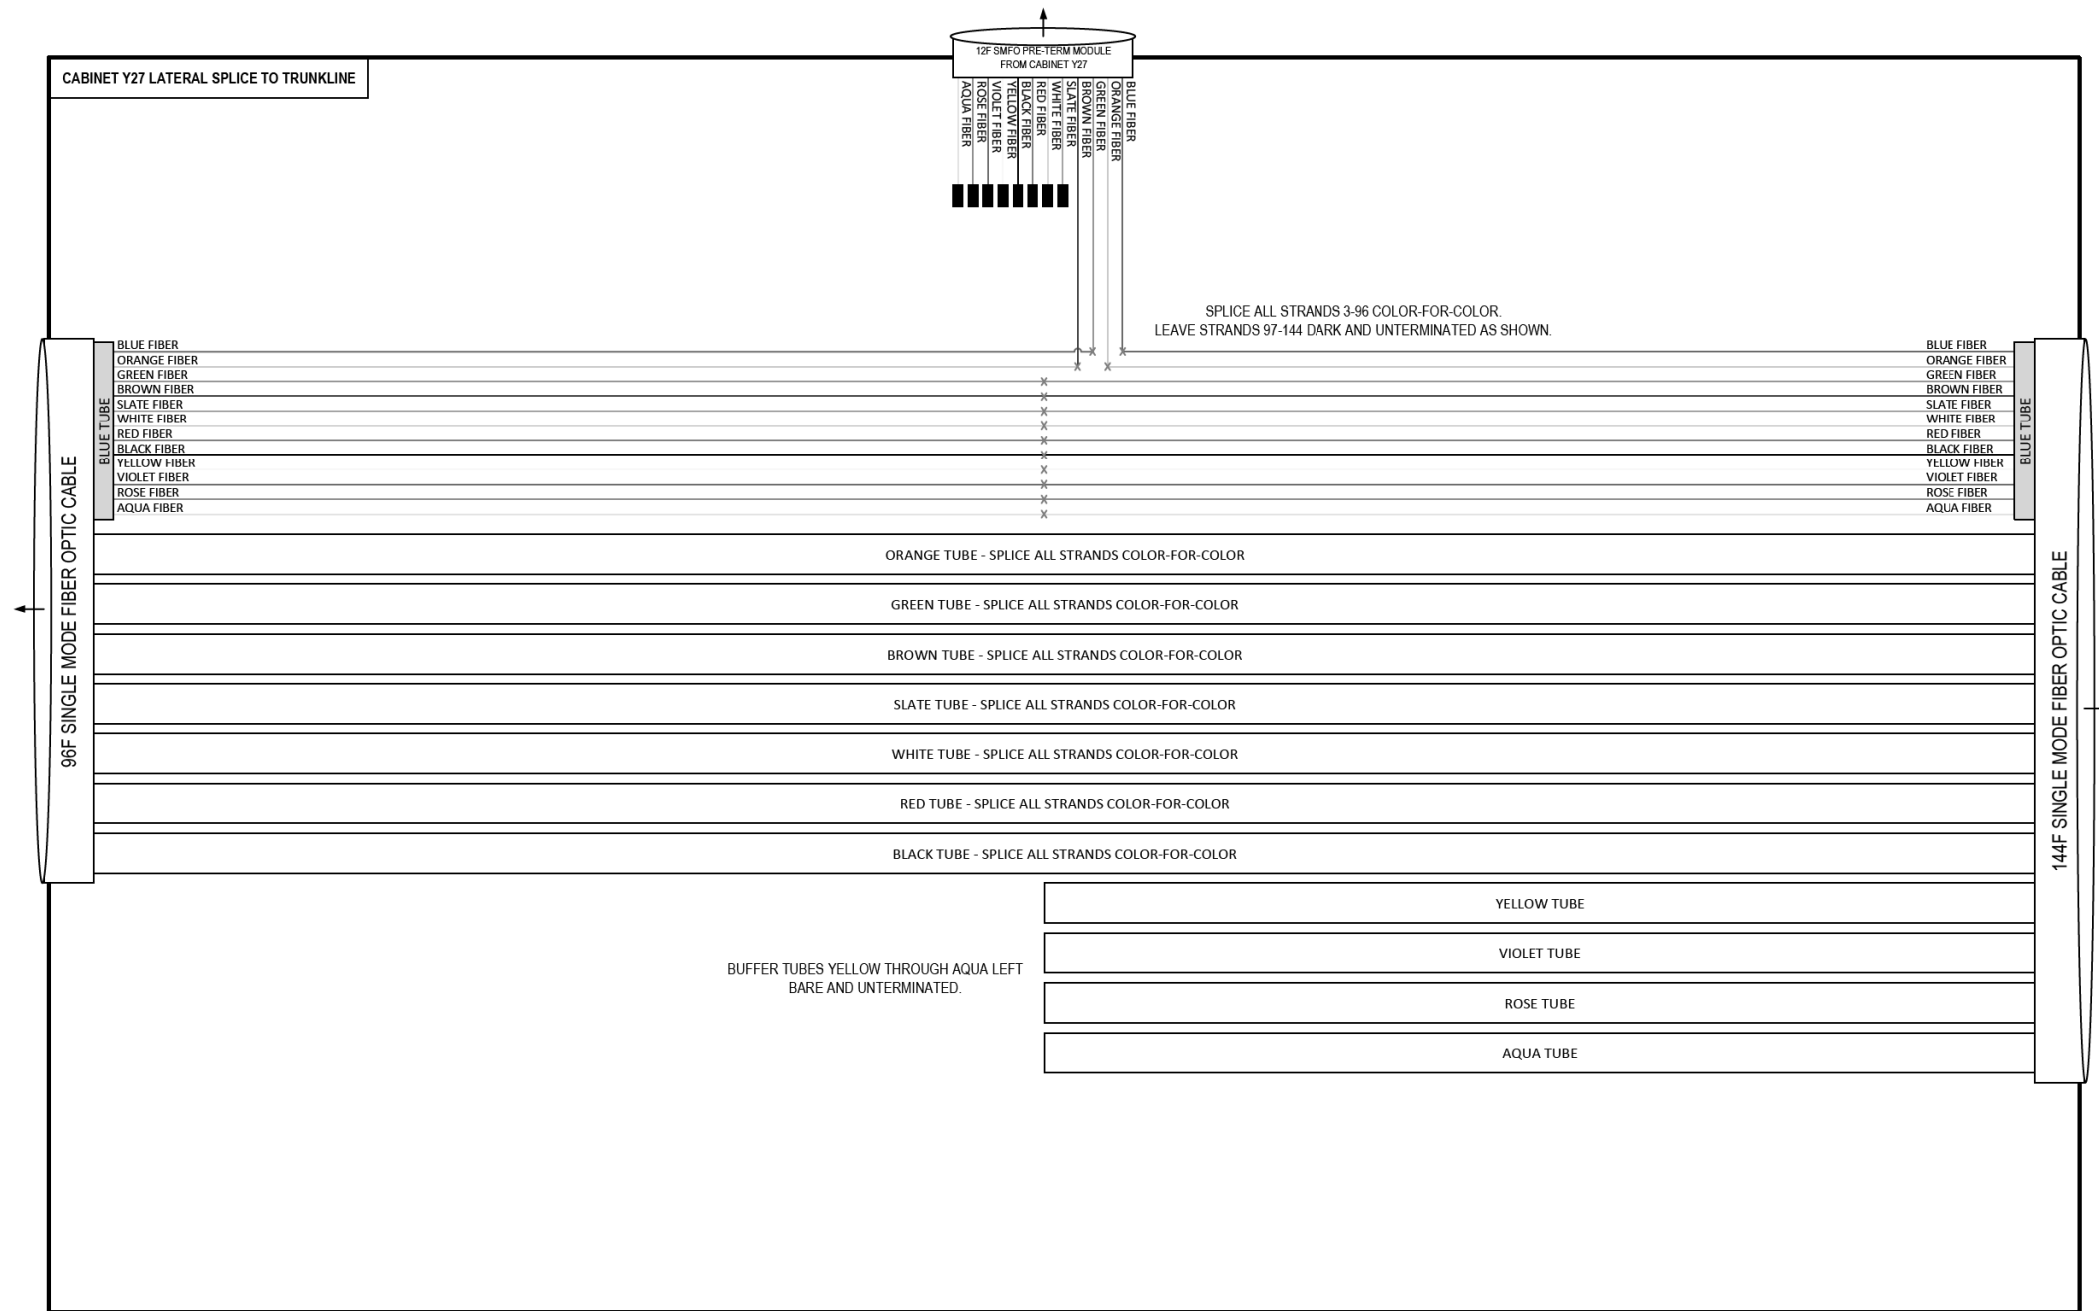 12F SMFO PRE-TERM MODULE
FROM CABINET Y27
CABINET Y27 LATERAL SPLICE TO TRUNKLINE
AQUA FIBER
ROSE FIBER
VIOLET FIBER
YELLOW FIBER
BLACK FIBER
RED FIBER
WHITE FIBER
SLATE FIBER
BROWN FIBER
GREEN FIBER
ORANGE FIBER
BLUE FIBER
SPLICE ALL STRANDS 3-96 COLOR-FOR-COLOR.
LEAVE STRANDS 97-144 DARK AND UNTERMINATED AS SHOWN.
96F SINGLE MODE FIBER OPTIC CABLE
BLUE TUBE
BLUE FIBER
ORANGE FIBER
GREEN FIBER
BROWN FIBER
SLATE FIBER
WHITE FIBER
RED FIBER
BLACK FIBER
YELLOW FIBER
VIOLET FIBER
ROSE FIBER
AQUA FIBER
BLUE FIBER
ORANGE FIBER
GREEN FIBER
BROWN FIBER
SLATE FIBER
WHITE FIBER
RED FIBER
BLACK FIBER
YELLOW FIBER
VIOLET FIBER
ROSE FIBER
AQUA FIBER
BLUE TUBE
144F SINGLE MODE FIBER OPTIC CABLE
ORANGE TUBE - SPLICE ALL STRANDS COLOR-FOR-COLOR
GREEN TUBE - SPLICE ALL STRANDS COLOR-FOR-COLOR
BROWN TUBE - SPLICE ALL STRANDS COLOR-FOR-COLOR
SLATE TUBE - SPLICE ALL STRANDS COLOR-FOR-COLOR
WHITE TUBE - SPLICE ALL STRANDS COLOR-FOR-COLOR
RED TUBE - SPLICE ALL STRANDS COLOR-FOR-COLOR
BLACK TUBE - SPLICE ALL STRANDS COLOR-FOR-COLOR
YELLOW TUBE
VIOLET TUBE
BUFFER TUBES YELLOW THROUGH AQUA LEFT
BARE AND UNTERMINATED.
ROSE TUBE
AQUA TUBE